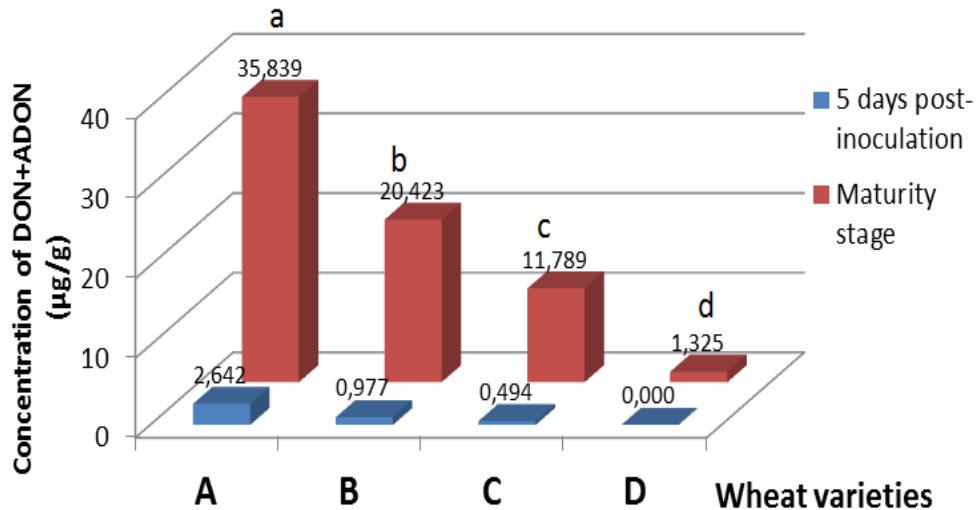 Concentration of DON+ADON
(µg/g)
40
30
20
10
0
a
35,839
b
20,423
c
11,789
d
1,325
2,642
0,977
0,494
0,000
A
B
C
D
Wheat varieties
5 days post-
inoculation
Maturity
stage